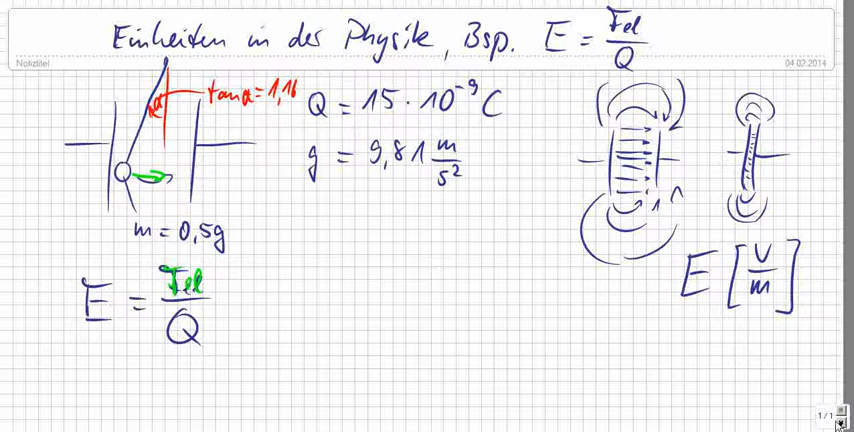 Einheiten in der Physik, Bsp. E = Fel / Q
Notiztitel
04.02.2014
tanα = 1,16
Q = 15 · 10⁻⁹ C
g = 9,81 m/s²
m = 0,5g
E = Fel / Q
E [V/m]
1 / 1